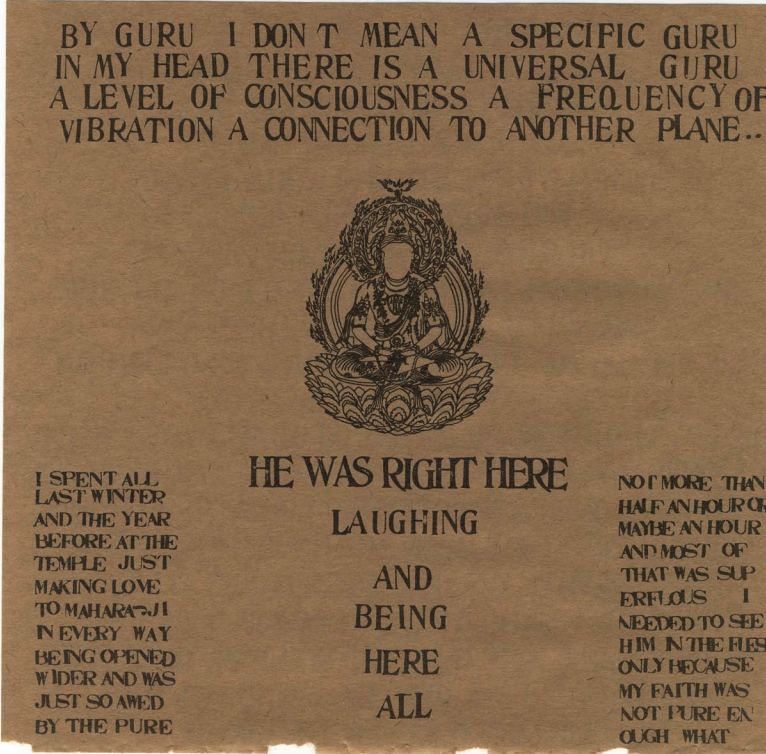 BY GURU I DON T MEAN A SPECIFIC GURU
IN MY HEAD THERE IS A UNIVERSAL GURU
A LEVEL OF CONSCIOUSNESS A FREQUENCY OF
VIBRATION A CONNECTION TO ANOTHER PLANE..
I SPENT ALL
LAST WINTER
AND THE YEAR
BEFORE AT THE
TEMPLE JUST
MAKING LOVE
TO MAHARA-JI
IN EVERY WAY
BEING OPENED
WIDER AND WAS
JUST SO AWED
BY THE PURE
HE WAS RIGHT HERE
LAUGHING
AND
BEING
HERE
ALL
NOT MORE THAN
HALF AN HOUR OR
MAYBE AN HOUR
AND MOST OF
THAT WAS SUP
ERFLOUS I
NEEDED TO SEE
HIM IN THE FLES
ONLY BECAUSE
MY FAITH WAS
NOT PURE EN
OUGH WHAT